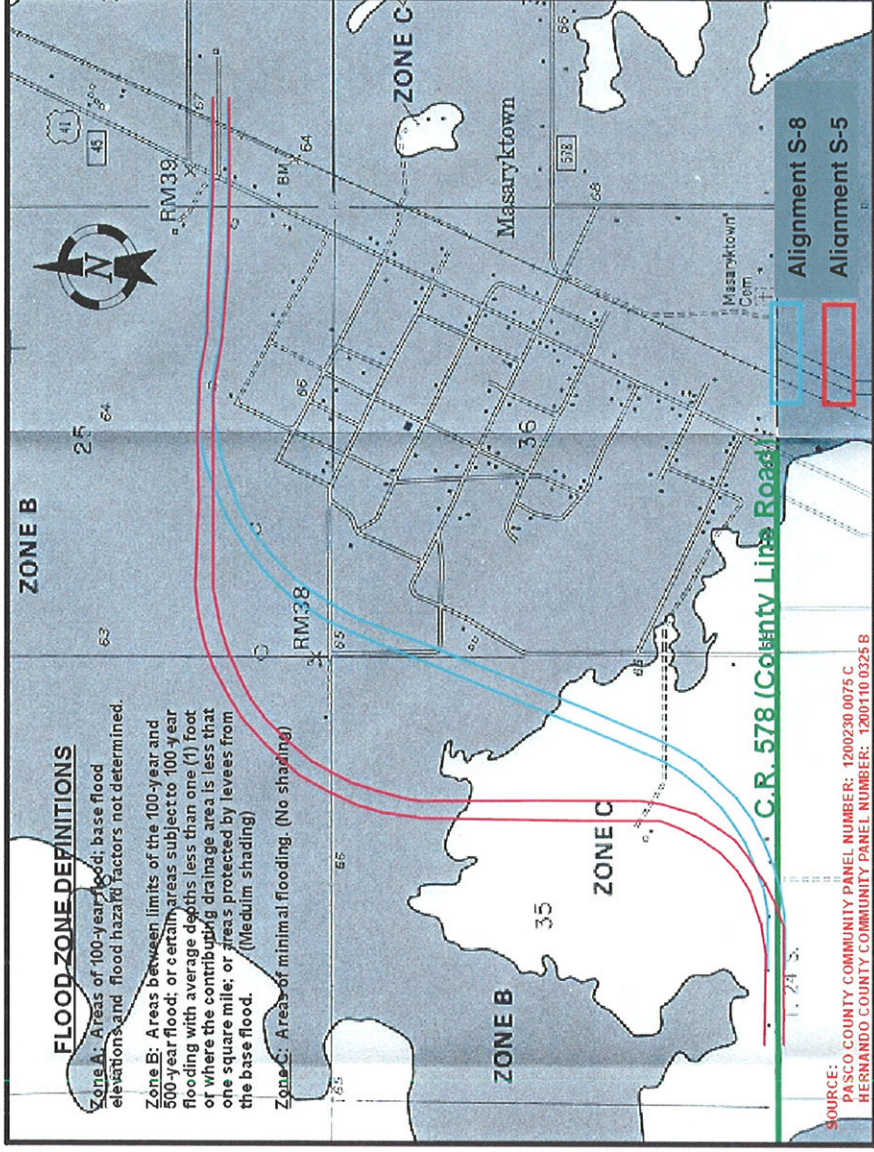 FLOOD ZONE DEFINITIONS
Zone A: Areas of 100-year flood; base flood
elevations and flood hazard factors not determined.
Zone B: Areas between limits of the 100-year and
500-year flood; or certain areas subject to 100-year
flooding with average depths less than one (1) foot
or where the contributing drainage area is less that
one square mile; or areas protected by levees from
the base flood. (Meduim shading)
Zone C: Areas of minimal flooding. (No shading)
ZONE B
25
63
64
N
41
45
RM39
67
BM
64
ZONE C
Masaryktown
578
66
68
RM38
65
66
66
36
65
35
ZONE C
ZONE B
Masaryktown
Cem
C.R. 578 (County Line Road)
T. 24 S.
Alignment S-8
Alignment S-5
SOURCE:
PASCO COUNTY COMMUNITY PANEL NUMBER: 1200230 0075 C
HERNANDO COUNTY COMMUNITY PANEL NUMBER: 1200110 0325 B